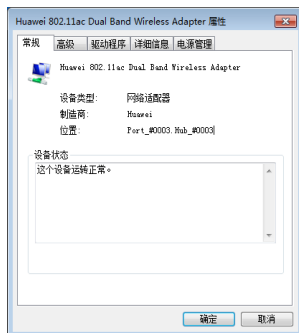 Huawei 802.11ac Dual Band Wireless Adapter 属性
常规 高级 驱动程序 详细信息 电源管理
Huawei 802.11ac Dual Band Wireless Adapter
设备类型: 网络适配器
制造商: Huawei
位置: Port_#0003.Hub_#0003
设备状态
这个设备运转正常。
确定 取消